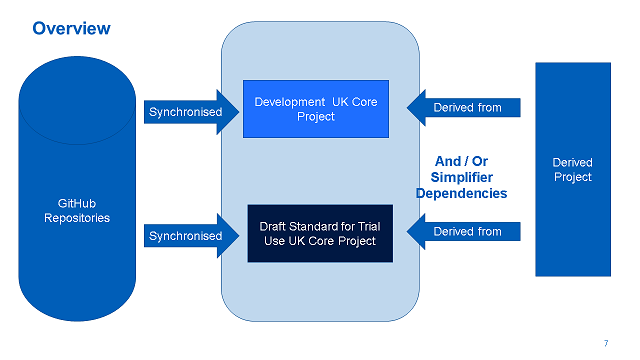 Overview
GitHub
Repositories
Synchronised
Synchronised
Development UK Core
Project
Draft Standard for Trial
Use UK Core Project
Derived from
And / Or
Simplifier
Dependencies
Derived from
Derived
Project
7